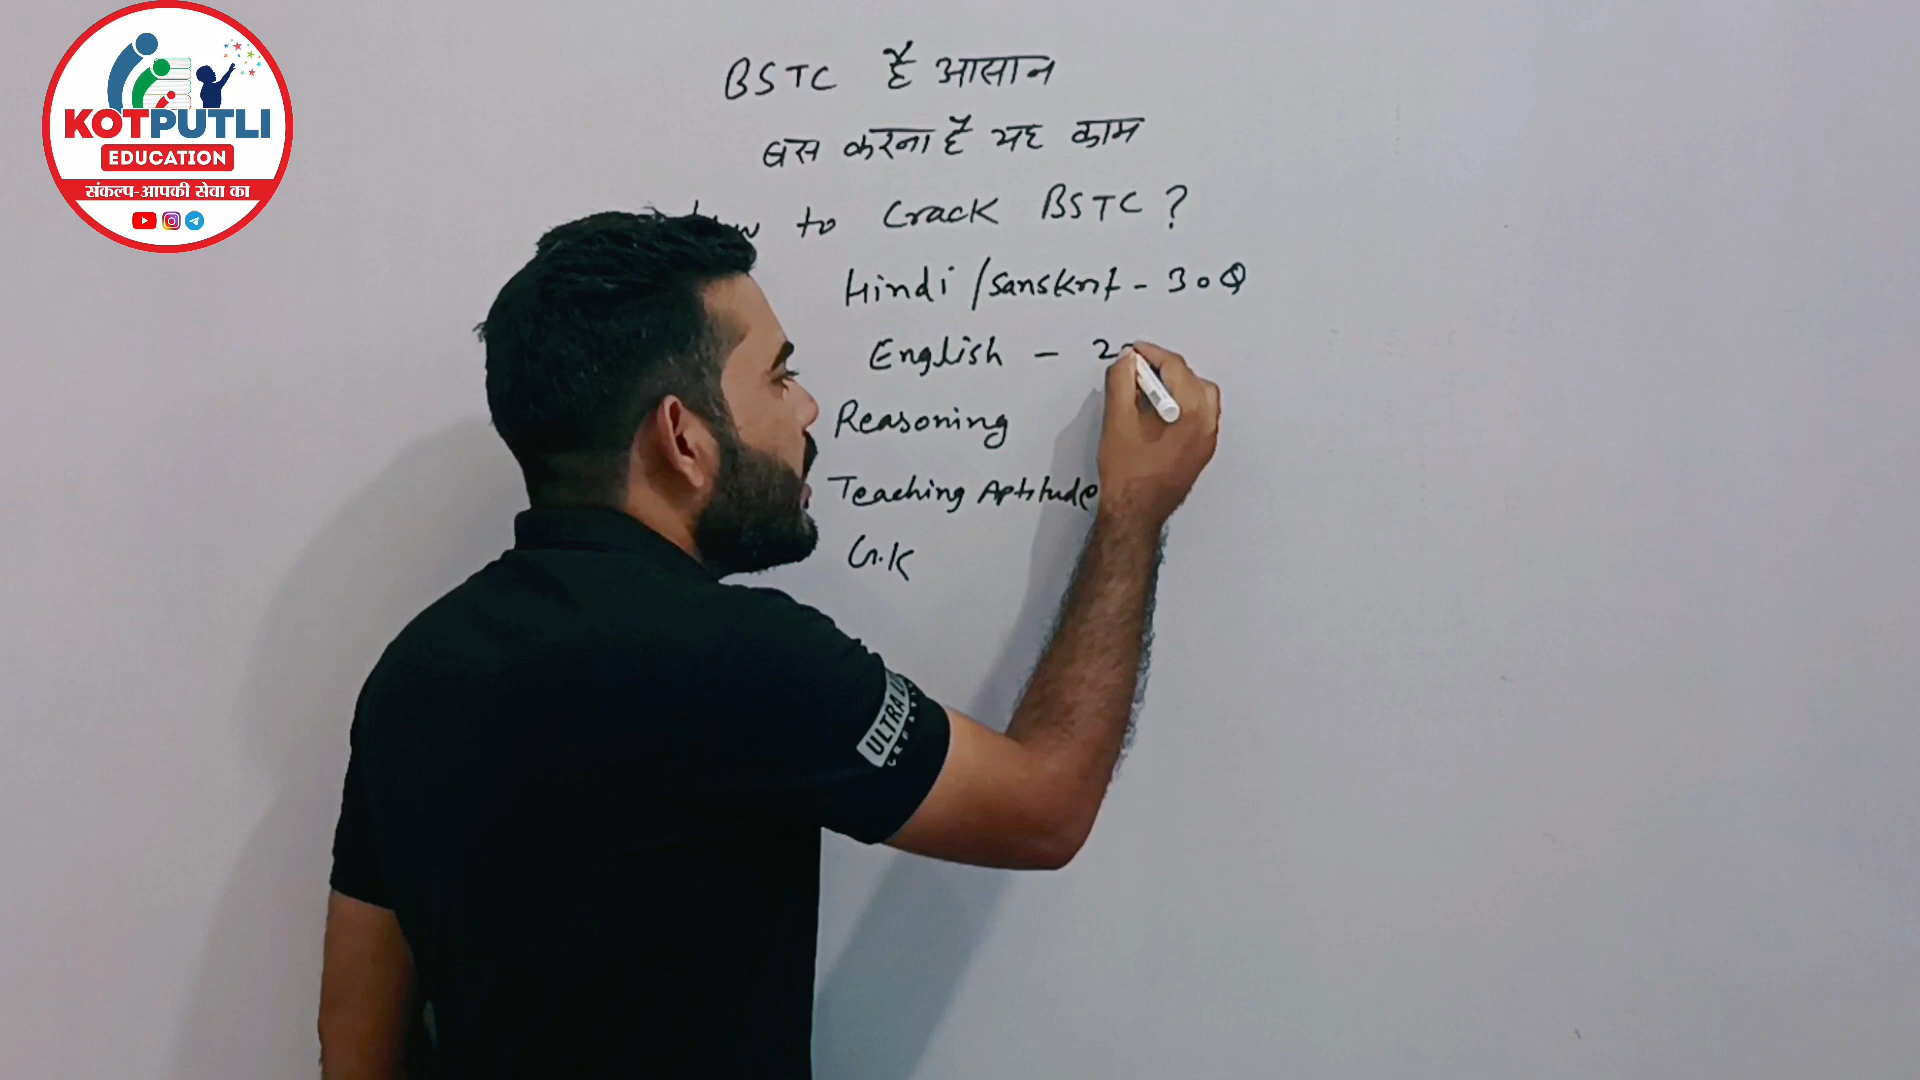 KOTPUTLI
EDUCATION
संकल्प-आपकी सेवा का
BSTC है आसान
बस करना है यह काम
to Crack BSTC ?
Hindi / Sanskrit - 30Q
English - 2
Reasoning
Teaching Aptitude
G.K
ULTRA